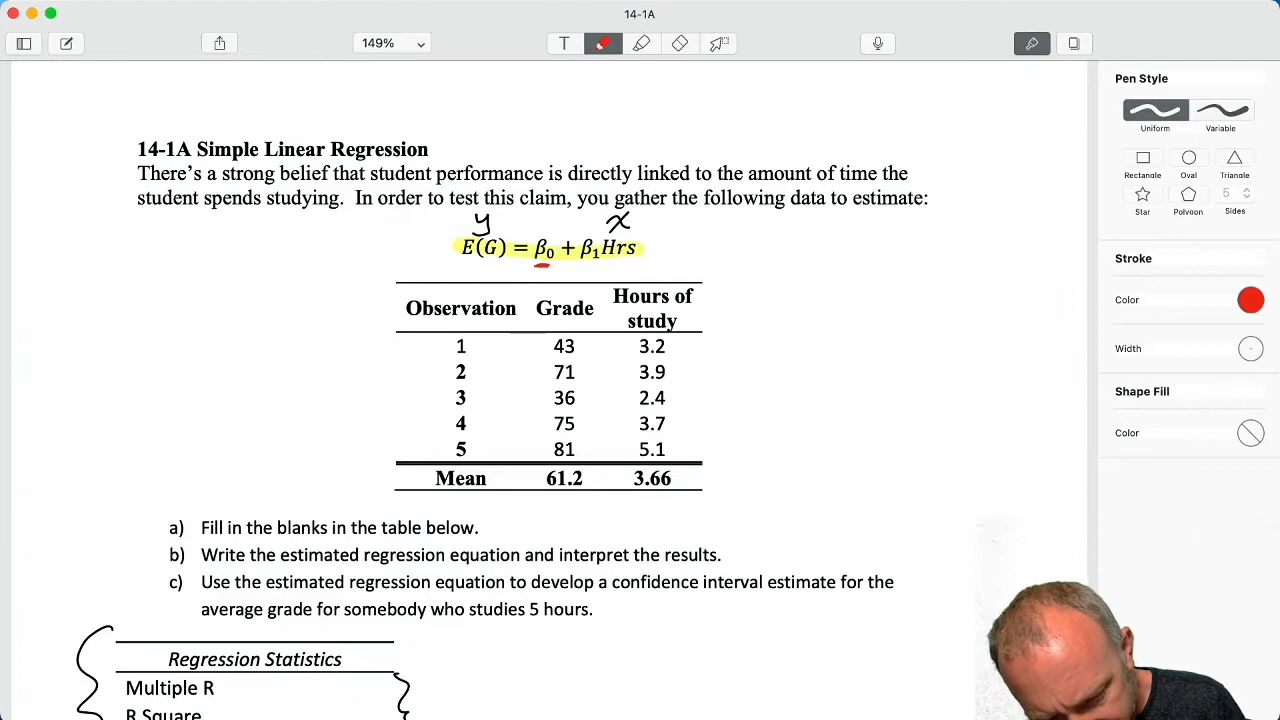 14-1A
149%
T
Pen Style
Uniform
Variable
Rectangle
Oval
Triangle
Star
Polygon
5
Sides
Stroke
Color
Width
Shape Fill
Color
14-1A Simple Linear Regression
There's a strong belief that student performance is directly linked to the amount of time the
student spends studying. In order to test this claim, you gather the following data to estimate:
y x
E(G) = β₀ + β₁Hrs
Observation Grade Hours of study
1 43 3.2
2 71 3.9
3 36 2.4
4 75 3.7
5 81 5.1
Mean 61.2 3.66
a) Fill in the blanks in the table below.
b) Write the estimated regression equation and interpret the results.
c) Use the estimated regression equation to develop a confidence interval estimate for the
average grade for somebody who studies 5 hours.
Regression Statistics
Multiple R
R Square